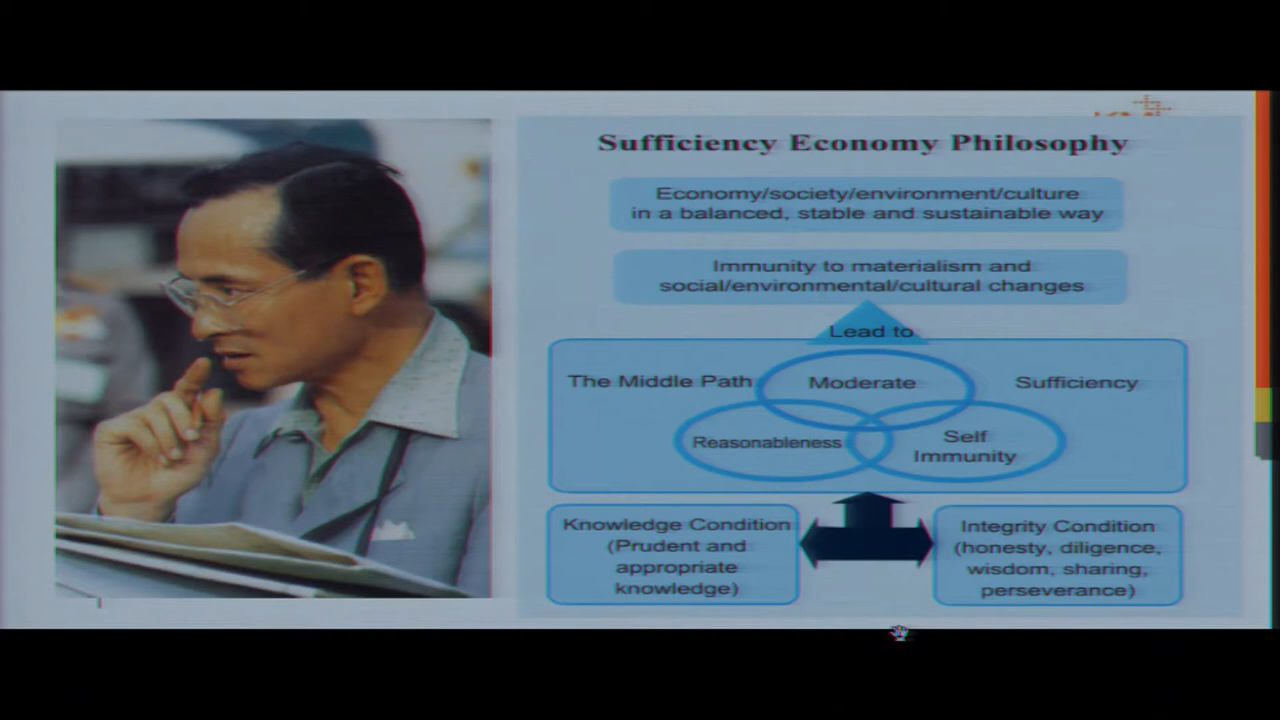 Sufficiency Economy Philosophy
Economy/society/environment/culture
in a balanced, stable and sustainable way
Immunity to materialism and
social/environmental/cultural changes
Lead to
The Middle Path
Moderate
Sufficiency
Reasonableness
Self
Immunity
Knowledge Condition
(Prudent and
appropriate
knowledge)
Integrity Condition
(honesty, diligence,
wisdom, sharing,
perseverance)